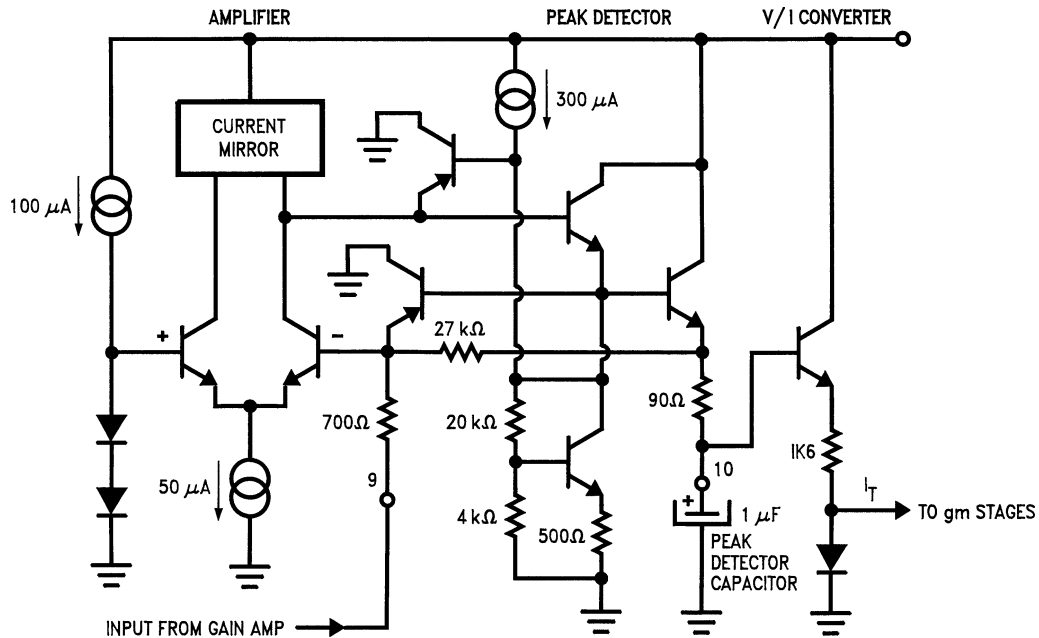 AMPLIFIER
PEAK DETECTOR
V/I CONVERTER
300 μA
CURRENT
MIRROR
100 μA
+
−
27 kΩ
700Ω
20 kΩ
90Ω
1K6
9
10
50 μA
4 kΩ
500Ω
+
1 μF
PEAK
DETECTOR
CAPACITOR
IT
TO gm STAGES
INPUT FROM GAIN AMP